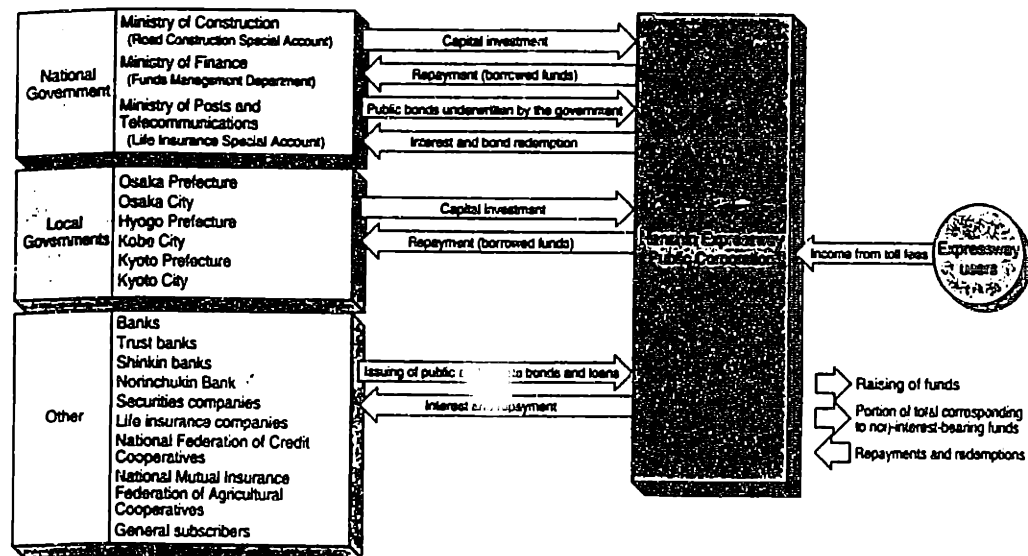 National
Government
Ministry of Construction
(Road Construction Special Account)
Ministry of Finance
(Funds Management Department)
Ministry of Posts and
Telecommunications
(Life Insurance Special Account)
Capital investment
Repayment (borrowed funds)
Public bonds underwritten by the government
Interest and bond redemption
Local
Governments
Osaka Prefecture
Osaka City
Hyogo Prefecture
Kobe City
Kyoto Prefecture
Kyoto City
Capital investment
Repayment (borrowed funds)
Expressway
Public Corporation
Income from toll fees
Expressway
users
Other
Banks
Trust banks
Shinkin banks
Norinchukin Bank
Securities companies
Life insurance companies
National Federation of Credit
Cooperatives
National Mutual Insurance
Federation of Agricultural
Cooperatives
General subscribers
Issuing of public bonds and loans
Interest and repayment
Raising of funds
Portion of total corresponding
to non-interest-bearing funds
Repayments and redemptions